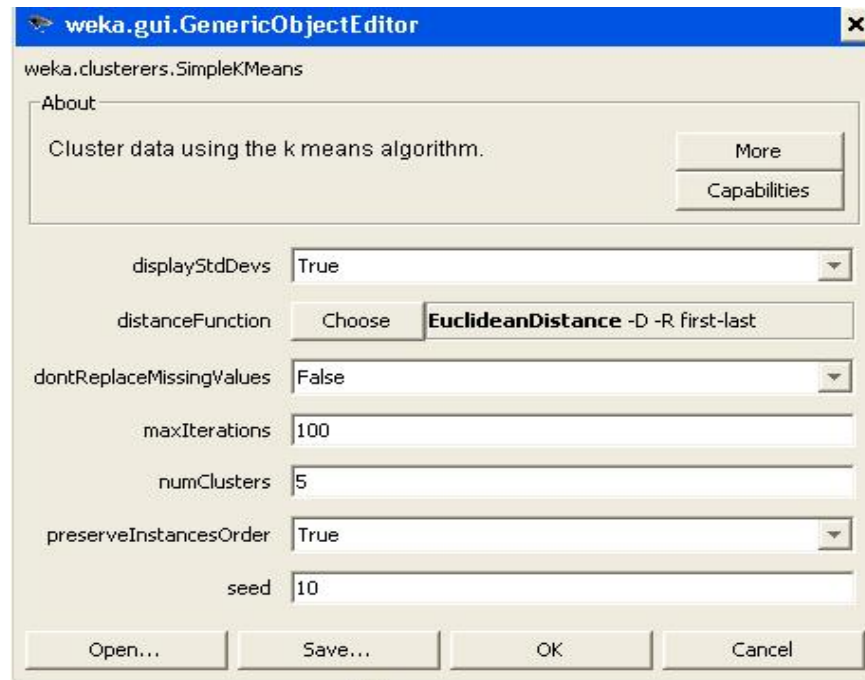 weka.gui.GenericObjectEditor
weka.clusterers.SimpleKMeans
About
Cluster data using the k means algorithm.
More
Capabilities
displayStdDevs True
distanceFunction Choose EuclideanDistance -D -R first-last
dontReplaceMissingValues False
maxIterations 100
numClusters 5
preserveInstancesOrder True
seed 10
Open... Save... OK Cancel